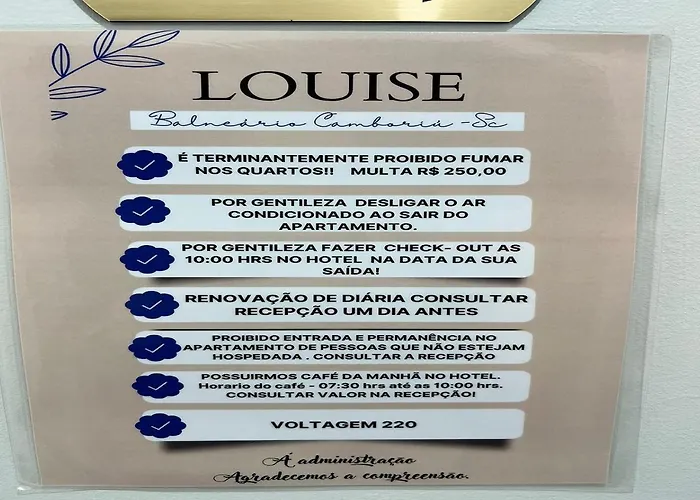 LOUISE
Balneário Camboriú -Sc
É TERMINANTEMENTE PROIBIDO FUMAR
NOS QUARTOS!! MULTA R$ 250,00
POR GENTILEZA DESLIGAR O AR
CONDICIONADO AO SAIR DO
APARTAMENTO.
POR GENTILEZA FAZER CHECK- OUT AS
10:00 HRS NO HOTEL NA DATA DA SUA
SAÍDA!
RENOVAÇÃO DE DIÁRIA CONSULTAR
RECEPÇÃO UM DIA ANTES
PROIBIDO ENTRADA E PERMANÊNCIA NO
APARTAMENTO DE PESSOAS QUE NÃO ESTEJAM
HOSPEDADA . CONSULTAR A RECEPÇÃO
POSSUIRMOS CAFÉ DA MANHÃ NO HOTEL.
Horario do café - 07:30 hrs até as 10:00 hrs.
CONSULTAR VALOR NA RECEPÇÃO!
VOLTAGEM 220
Á administração
Agradecemos a compreensão.